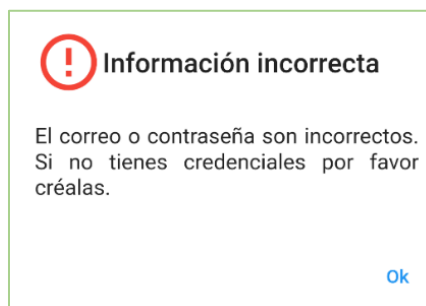 Información incorrecta
El correo o contraseña son incorrectos.
Si no tienes credenciales por favor
créalas.
Ok